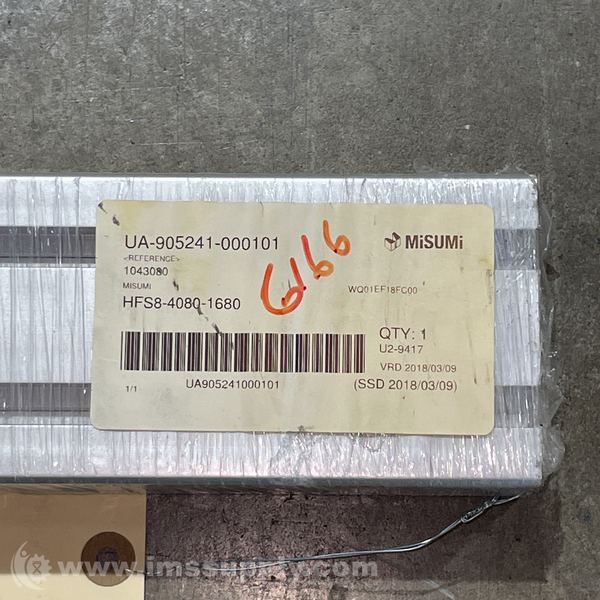 UA-905241-000101
<REFERENCE>
1043080
MISUMI
HFS8-4080-1680
6166
MiSUMi
WQ01EF18FC00
QTY: 1
U2-9417
VRD 2018/03/09
(SSD 2018/03/09)
1/1
UA905241000101
© www.imssupply.com